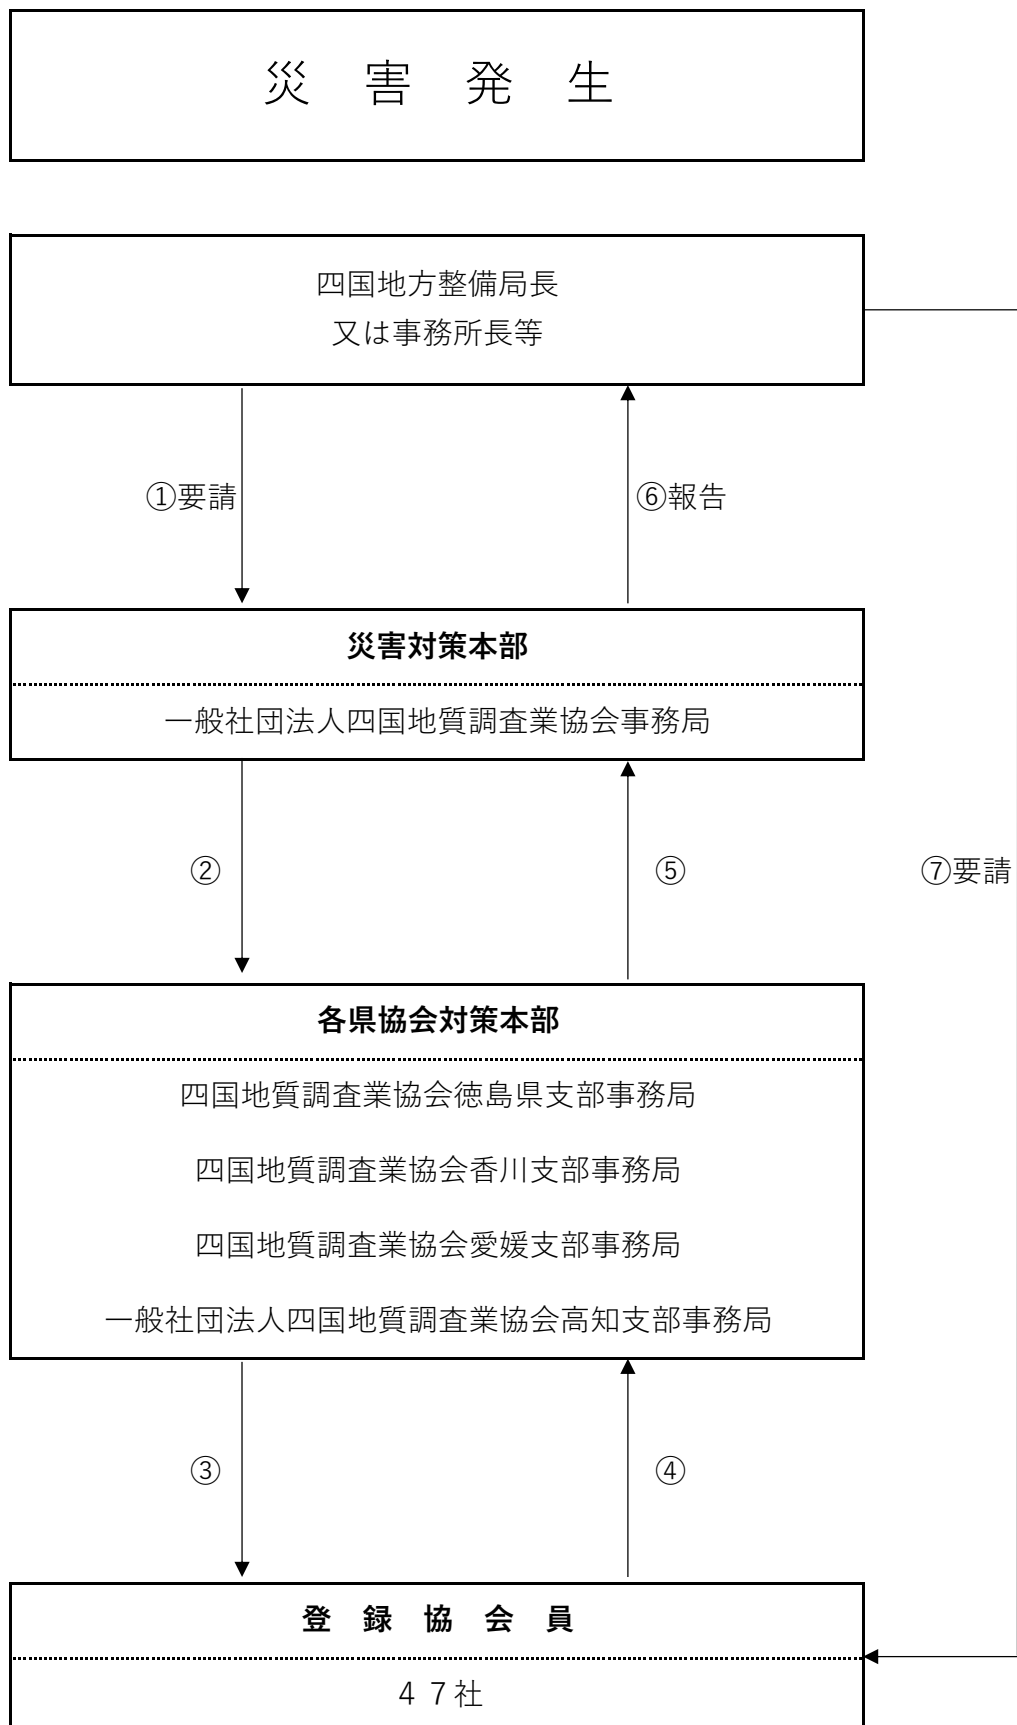 災　害　発　生
四国地方整備局長
又は事務所長等
①要請
⑥報告
災害対策本部
一般社団法人四国地質調査業協会事務局
②
⑤
⑦要請
各県協会対策本部
四国地質調査業協会徳島県支部事務局
四国地質調査業協会香川支部事務局
四国地質調査業協会愛媛支部事務局
一般社団法人四国地質調査業協会高知支部事務局
③
④
登　録　協　会　員
４７社